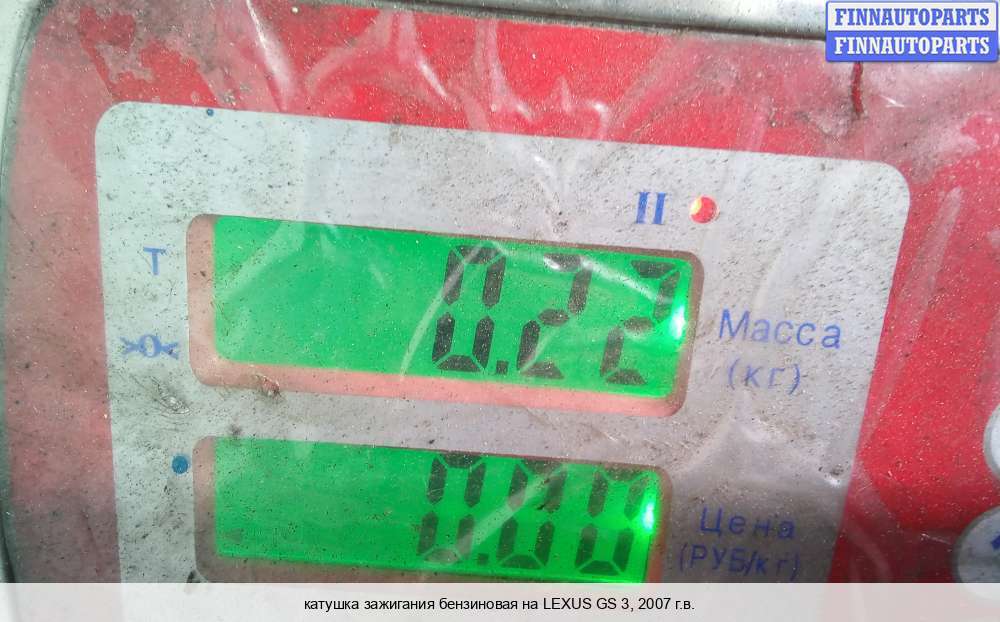 FINNAUTOPARTS
FINNAUTOPARTS
II
T
>0<
0.22
Масса
(кг)
0.00
Цена
(РУБ/кг)
катушка зажигания бензиновая на LEXUS GS 3, 2007 г.в.